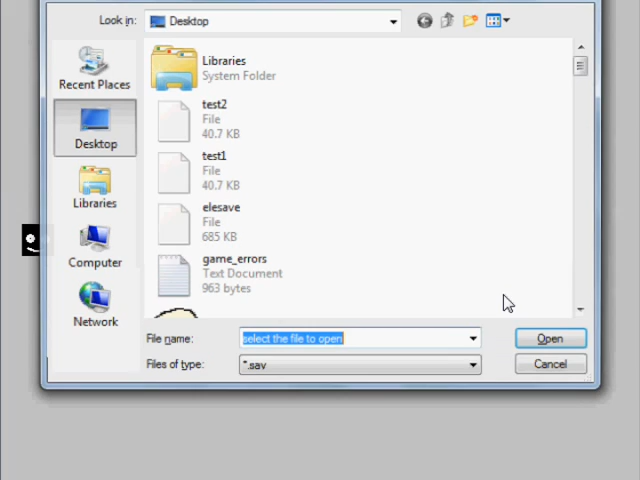 Look in:
Desktop
Recent Places
Desktop
Libraries
Computer
Network
Libraries
System Folder
test2
File
40.7 KB
test1
File
40.7 KB
elesave
File
685 KB
game_errors
Text Document
963 bytes
File name:
select the file to open
Open
Files of type:
*.sav
Cancel